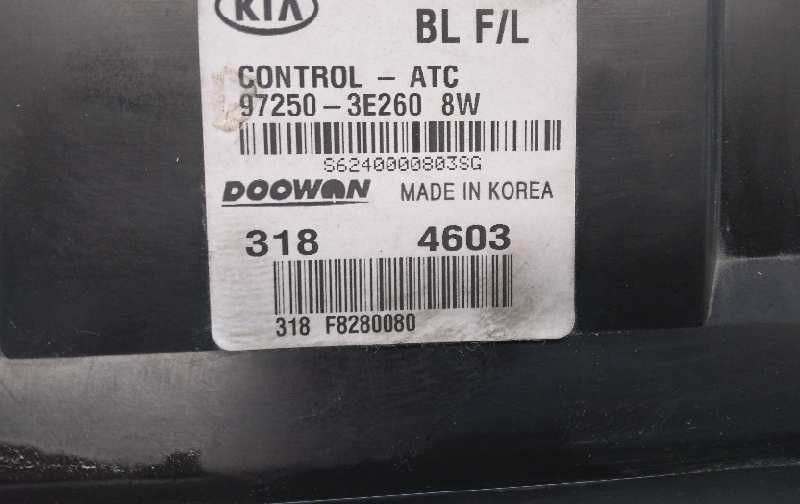 KIA
BL F/L
CONTROL - ATC
97250-3E260 8W
S6240000803SG
DOOWON MADE IN KOREA
318 4603
318 F8280080